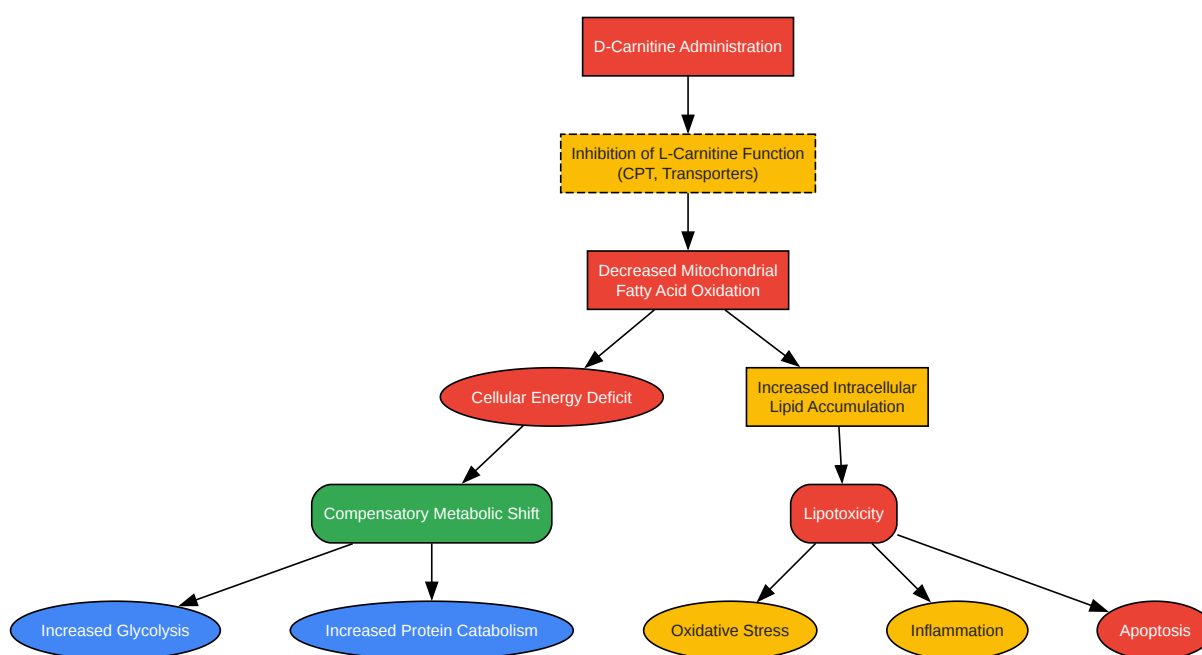 D-Carnitine Administration
Inhibition of L-Carnitine Function
(CPT, Transporters)
Decreased Mitochondrial
Fatty Acid Oxidation
Cellular Energy Deficit
Increased Intracellular
Lipid Accumulation
Compensatory Metabolic Shift
Lipotoxicity
Increased Glycolysis
Increased Protein Catabolism
Oxidative Stress
Inflammation
Apoptosis